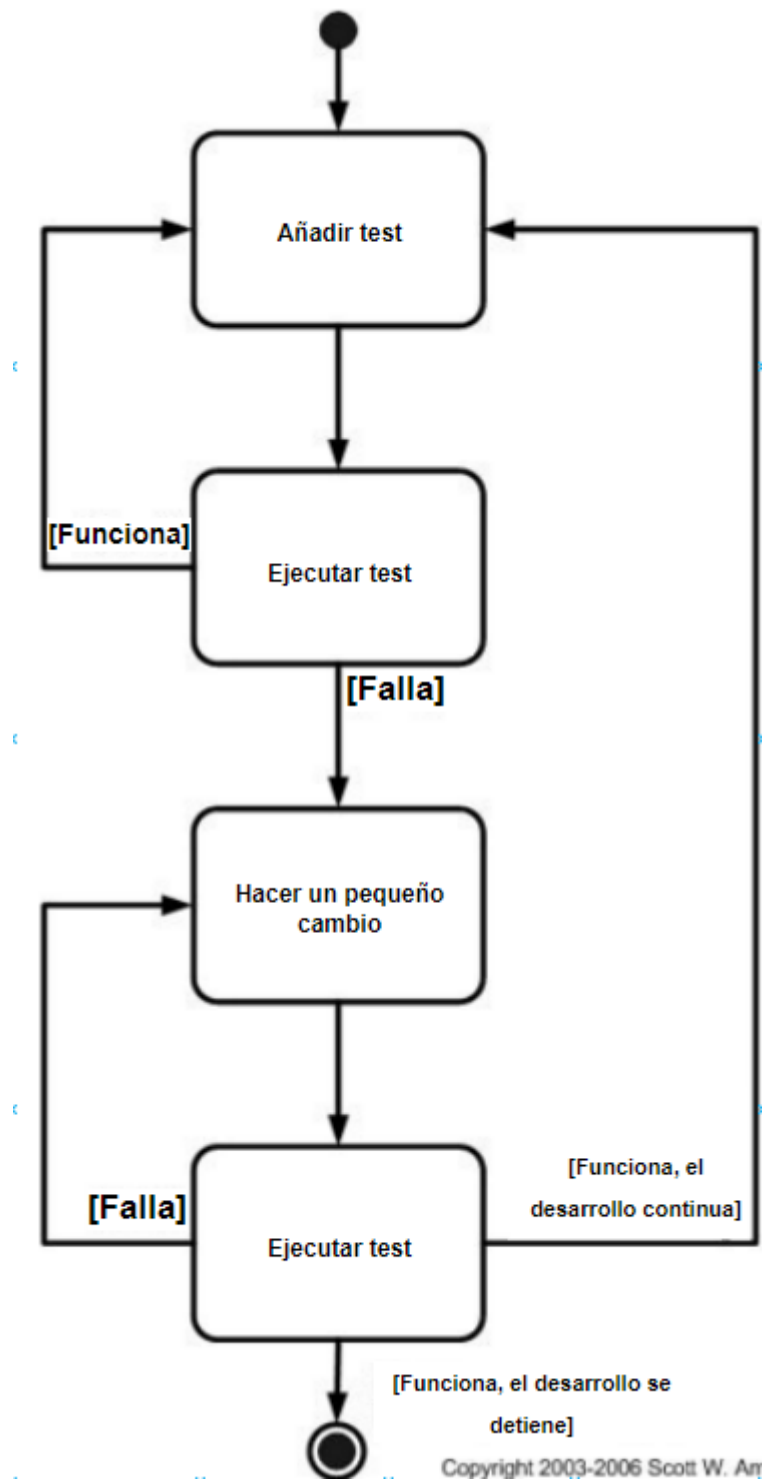 Añadir test
[Funciona]
Ejecutar test
[Falla]
Hacer un pequeño
cambio
[Funciona, el
desarrollo continua]
[Falla]
Ejecutar test
[Funciona, el desarrollo se
detiene]
Copyright 2003-2006 Scott W.